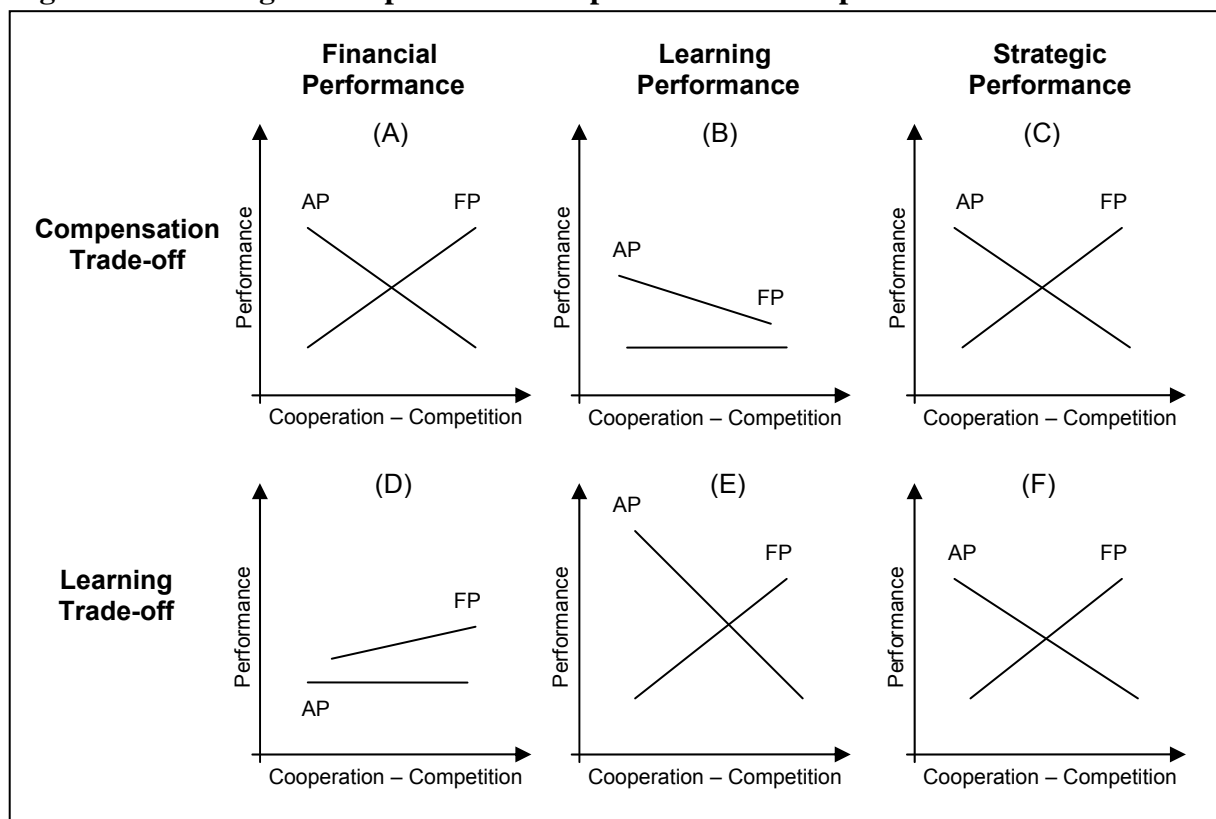 Financial
Performance
Learning
Performance
Strategic
Performance
Compensation
Trade-off
(A)
AP
FP
Performance
Cooperation – Competition
(B)
AP
FP
Performance
Cooperation – Competition
(C)
AP
FP
Performance
Cooperation – Competition
Learning
Trade-off
(D)
FP
AP
Performance
Cooperation – Competition
(E)
AP
FP
Performance
Cooperation – Competition
(F)
AP
FP
Performance
Cooperation – Competition